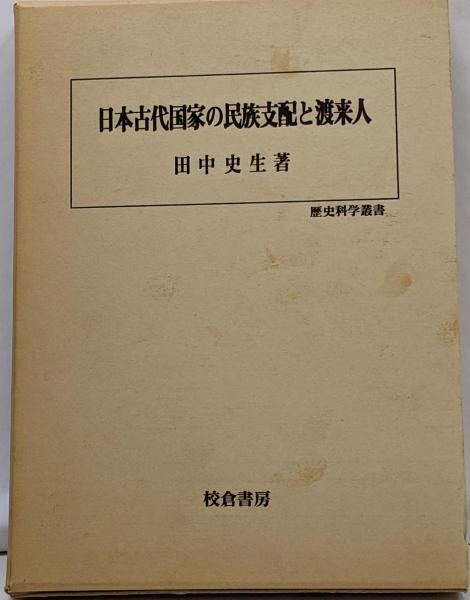 日本古代国家の民族支配と渡来人
田中史生著
歴史科学叢書
校倉書房